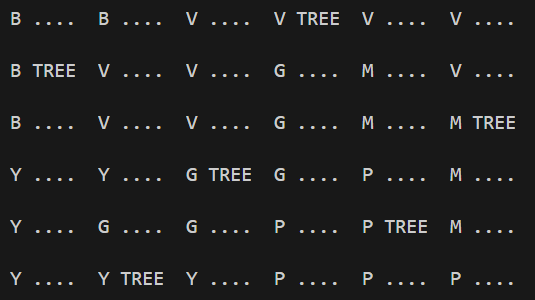 B .... B .... V .... V TREE V .... V ....
B TREE V .... V .... G .... M .... V ....
B .... V .... V .... G .... M .... M TREE
Y .... Y .... G TREE G .... P .... M ....
Y .... G .... G .... P .... P TREE M ....
Y .... Y TREE Y .... P .... P .... P ....